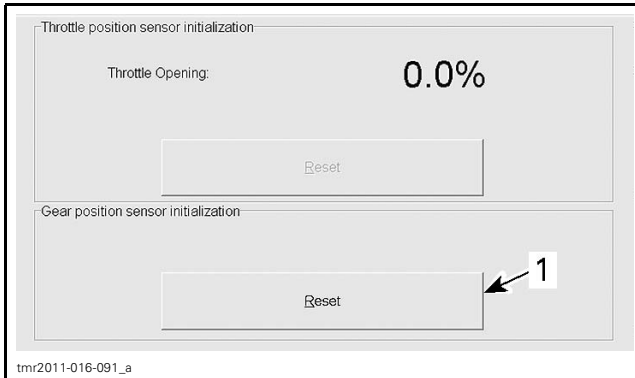 Throttle position sensor initialization
Throttle Opening: 0.0%
Reset
Gear position sensor initialization
1
Reset
tmr2011-016-091_a